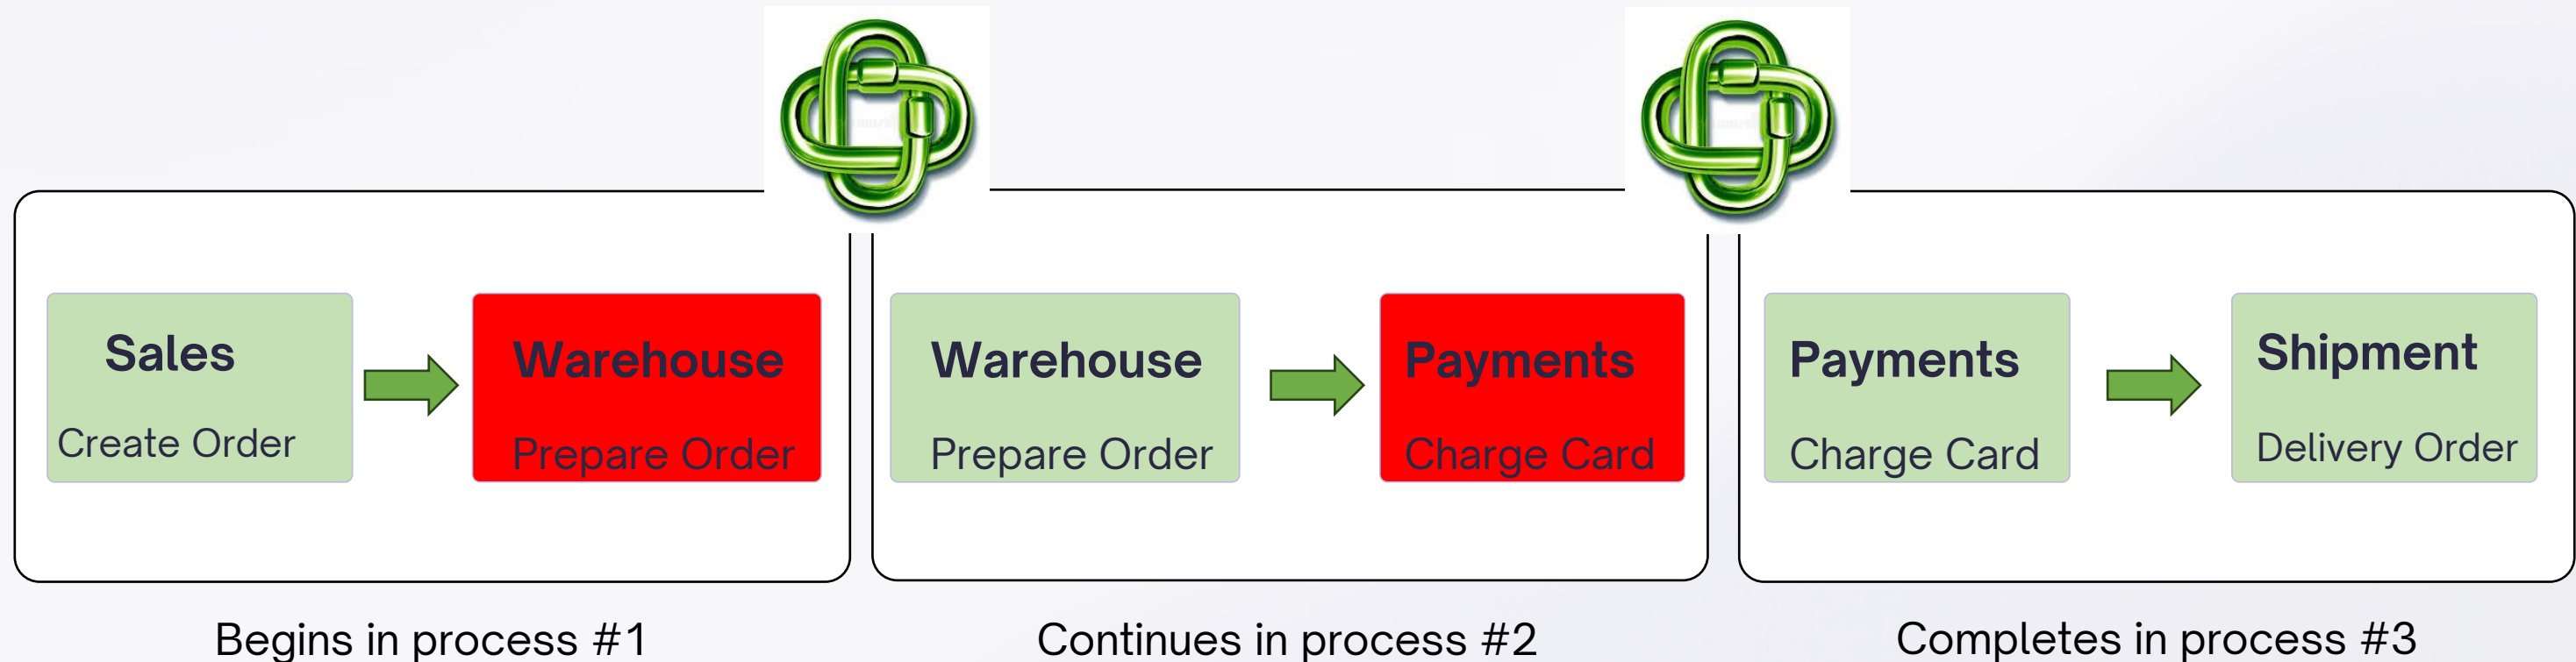 Sales
Create Order
Warehouse
Prepare Order
Warehouse
Prepare Order
Payments
Charge Card
Payments
Charge Card
Shipment
Delivery Order
Begins in process #1
Continues in process #2
Completes in process #3